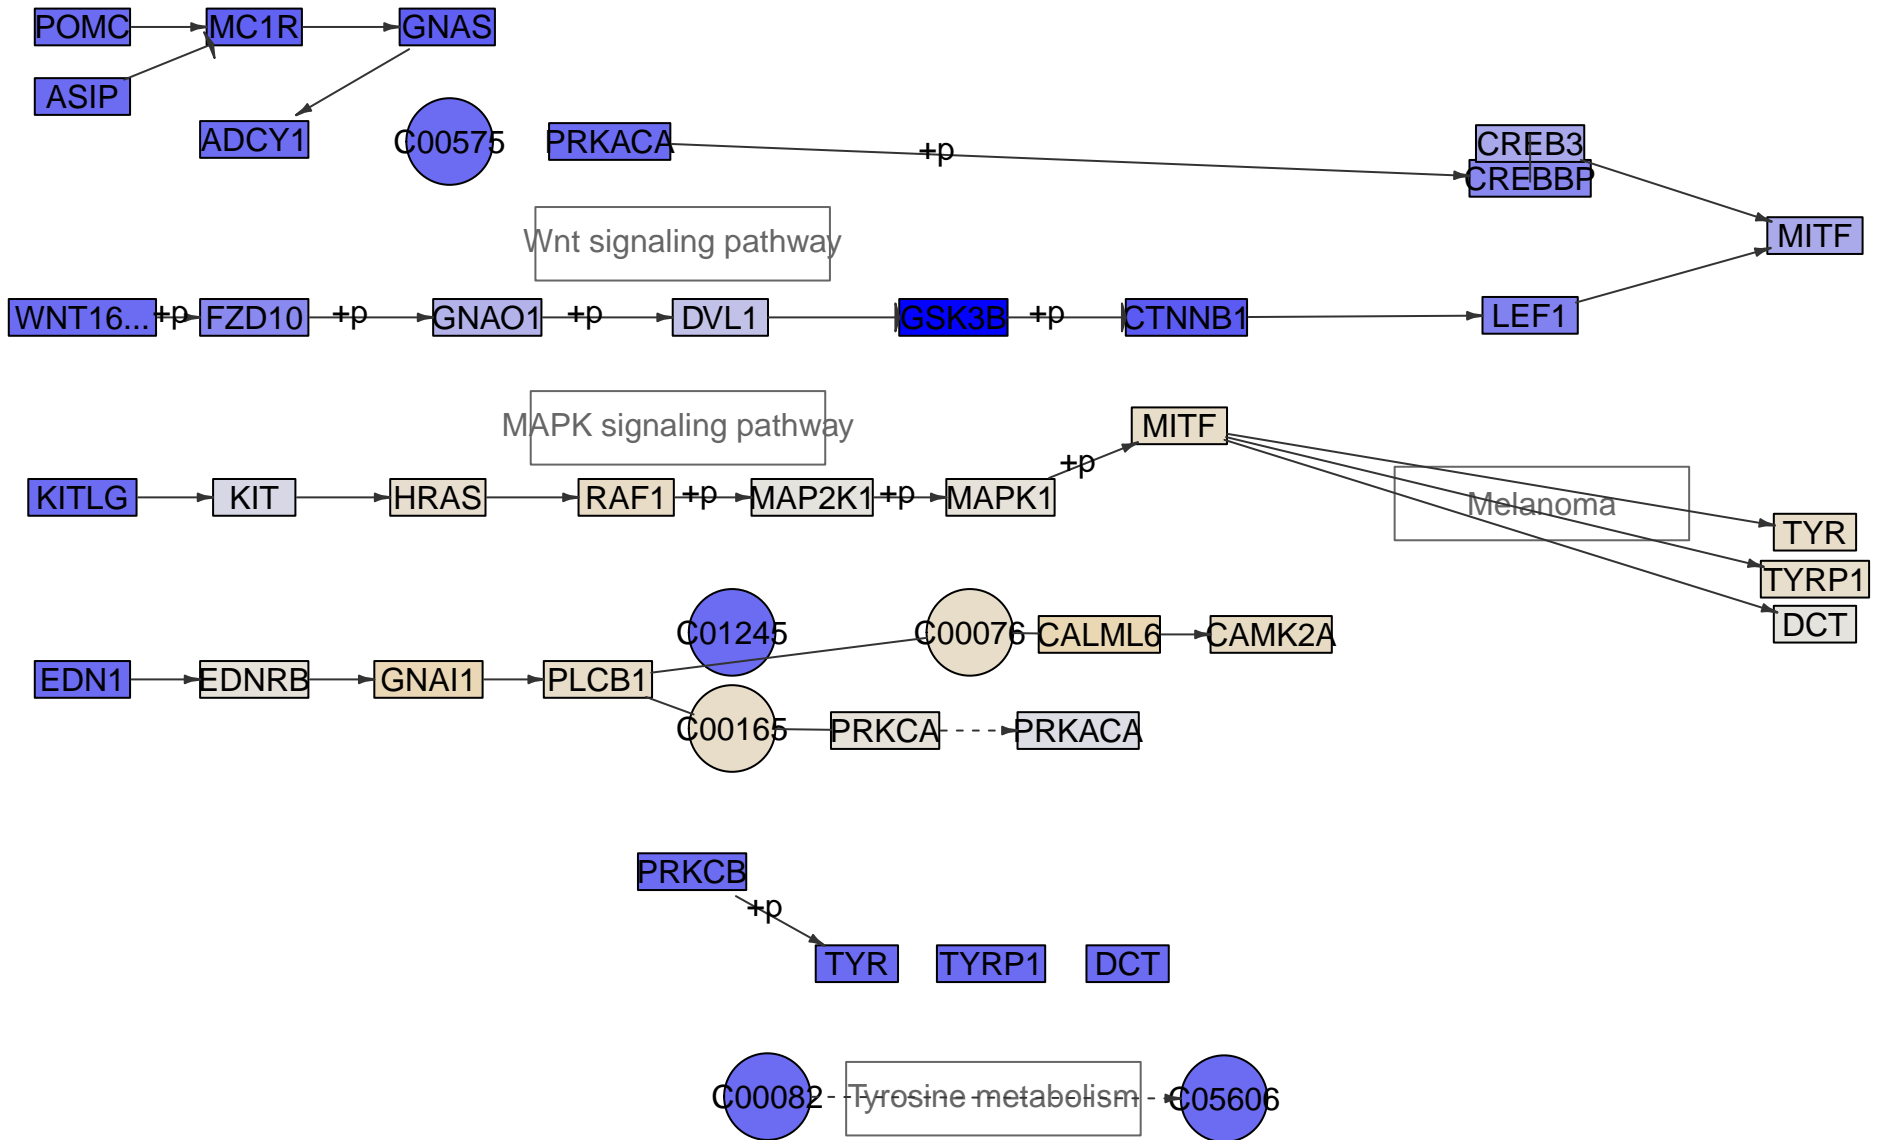 POMC
MC1R
GNAS
ASIP
ADCY1
C00575
PRKACA
+p
CREB3
CREBBP
Wnt signaling pathway
MITF
WNT16...
+p
FZD10
+p
GNAO1
+p
DVL1
GSK3B
+p
CTNNB1
LEF1
MAPK signaling pathway
MITF
+p
KITLG
KIT
HRAS
RAF1
+p
MAP2K1
+p
MAPK1
Melanoma
TYR
TYRP1
DCT
C01245
C00076
CALML6
CAMK2A
EDN1
EDNRB
GNAI1
PLCB1
C00165
PRKCA
PRKACA
PRKCB
+p
TYR
TYRP1
DCT
C00082
Tyrosine metabolism
C05606